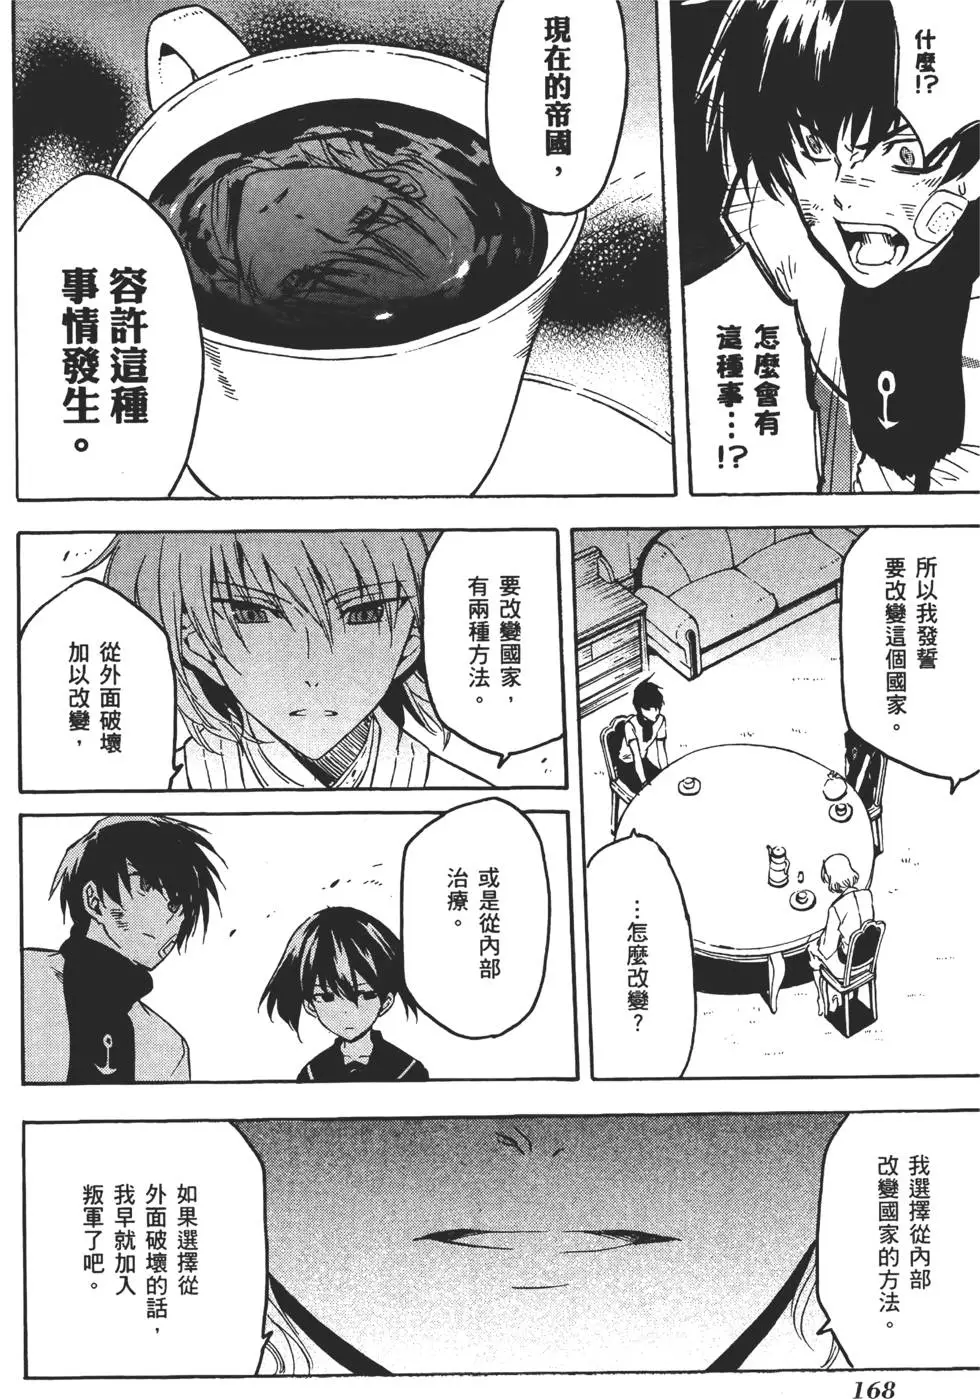 什麼!?
怎麼會有
這種事…!?
現在的帝國，
容許這種
事情發生。
所以我發誓
要改變這個國家。
…怎麼改變？
要改變國家，
有兩種方法。
從外面破壞
加以改變，
或是從內部
治療。
我選擇從內部
改變國家的方法。
如果選擇從
外面破壞的話，
我早就加入
叛軍了吧。
168